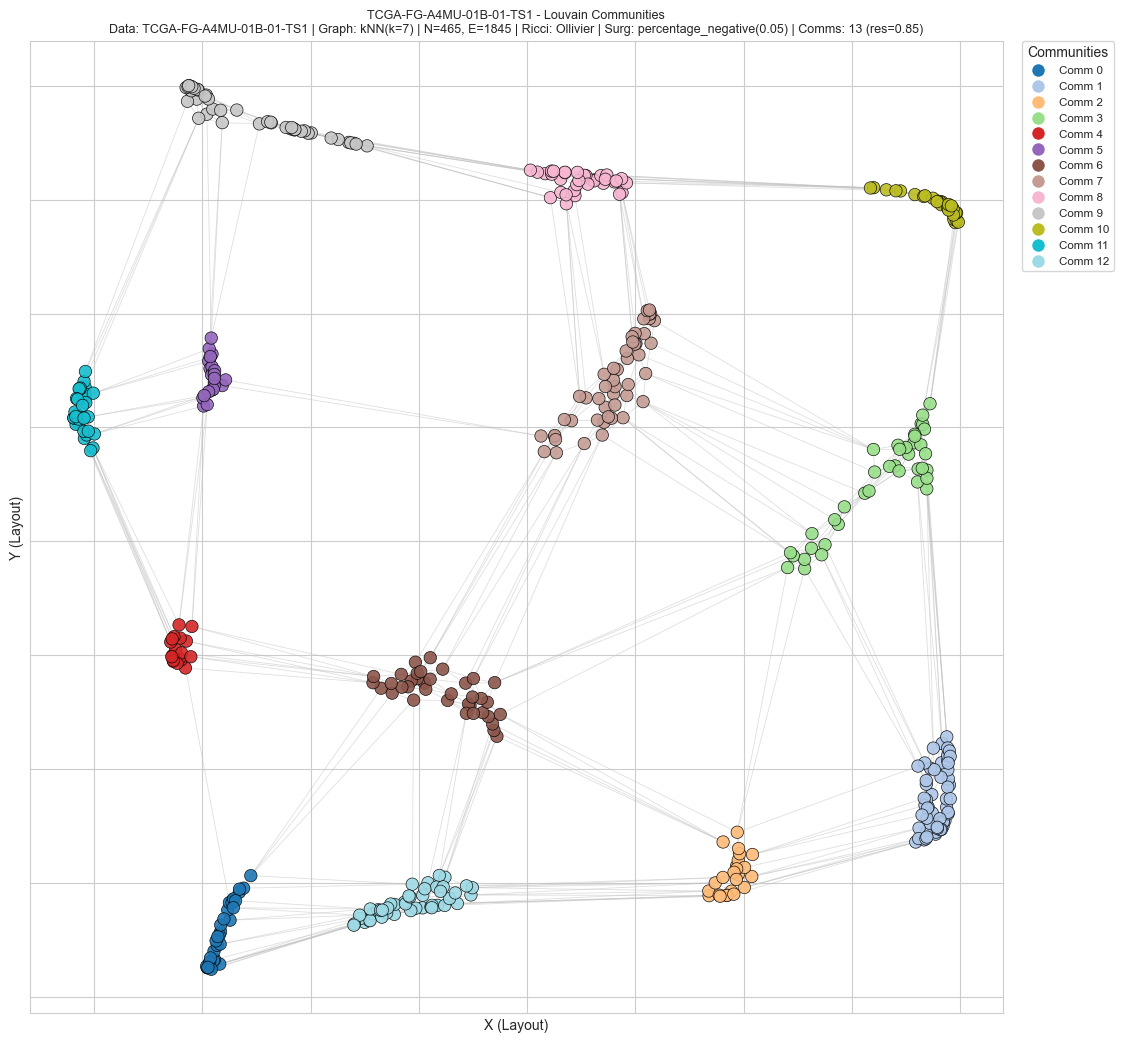 TCGA-FG-A4MU-01B-01-TS1 - Louvain Communities
Data: TCGA-FG-A4MU-01B-01-TS1 | Graph: kNN(k=7) | N=465, E=1845 | Ricci: Ollivier | Surg: percentage_negative(0.05) | Comms: 13 (res=0.85)
Communities
Comm 0
Comm 1
Comm 2
Comm 3
Comm 4
Comm 5
Comm 6
Comm 7
Comm 8
Comm 9
Comm 10
Comm 11
Comm 12
Y (Layout)
X (Layout)